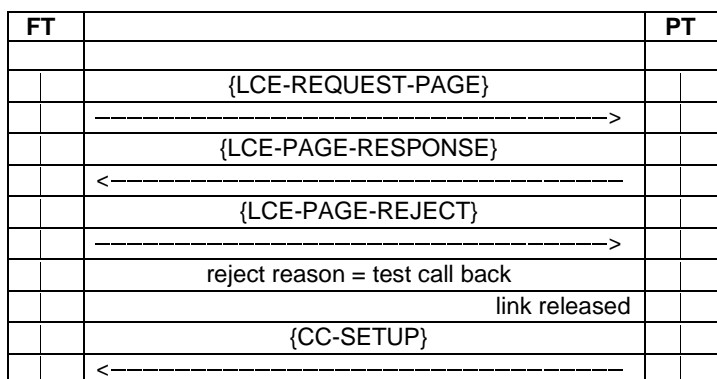 FT PT
{LCE-REQUEST-PAGE}
————————————————>
{LCE-PAGE-RESPONSE}
<————————————————
{LCE-PAGE-REJECT}
————————————————>
reject reason = test call back
link released
{CC-SETUP}
<————————————————